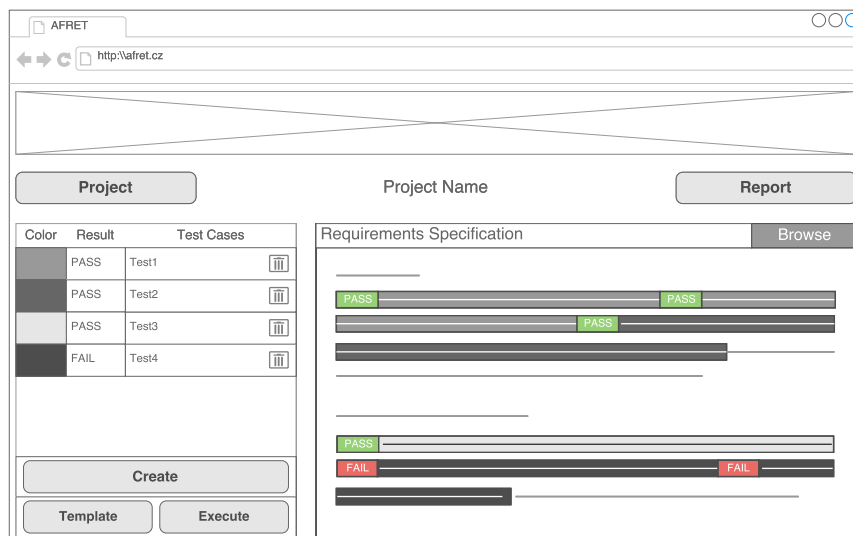 AFRET
http:\\afret.cz
Project
Project Name
Report
Color Result Test Cases
PASS Test1
PASS Test2
PASS Test3
FAIL Test4
Create
Template Execute
Requirements Specification Browse
PASS PASS
PASS
PASS
FAIL FAIL